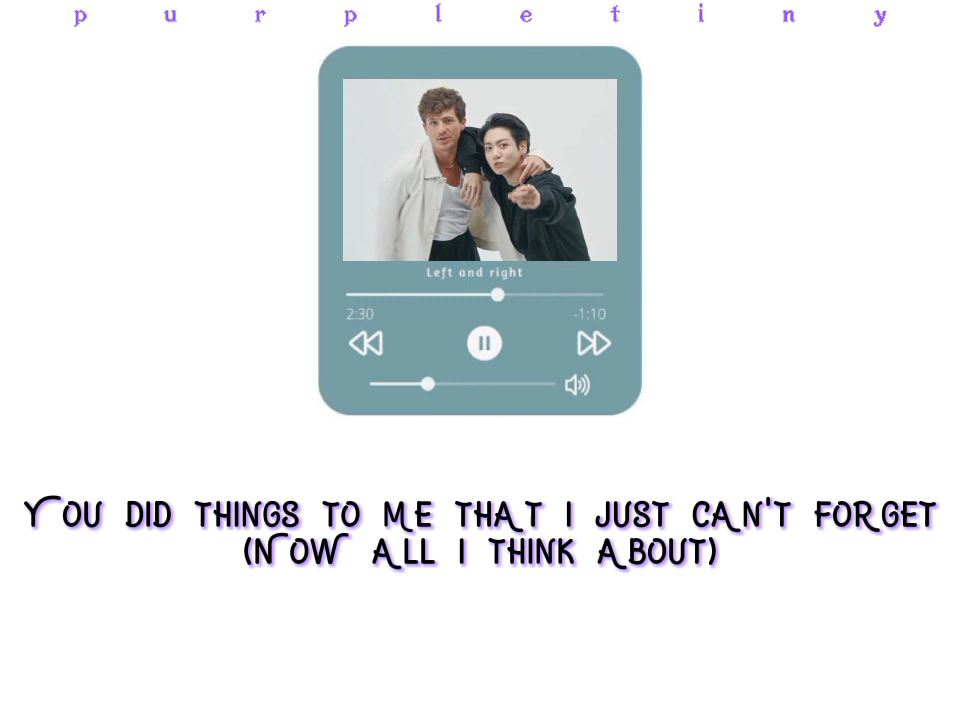 purpletiny
Left and right
2:30 -1:10
YOU DID THINGS TO ME THAT I JUST CAN'T FORGET
(NOW ALL I THINK ABOUT)